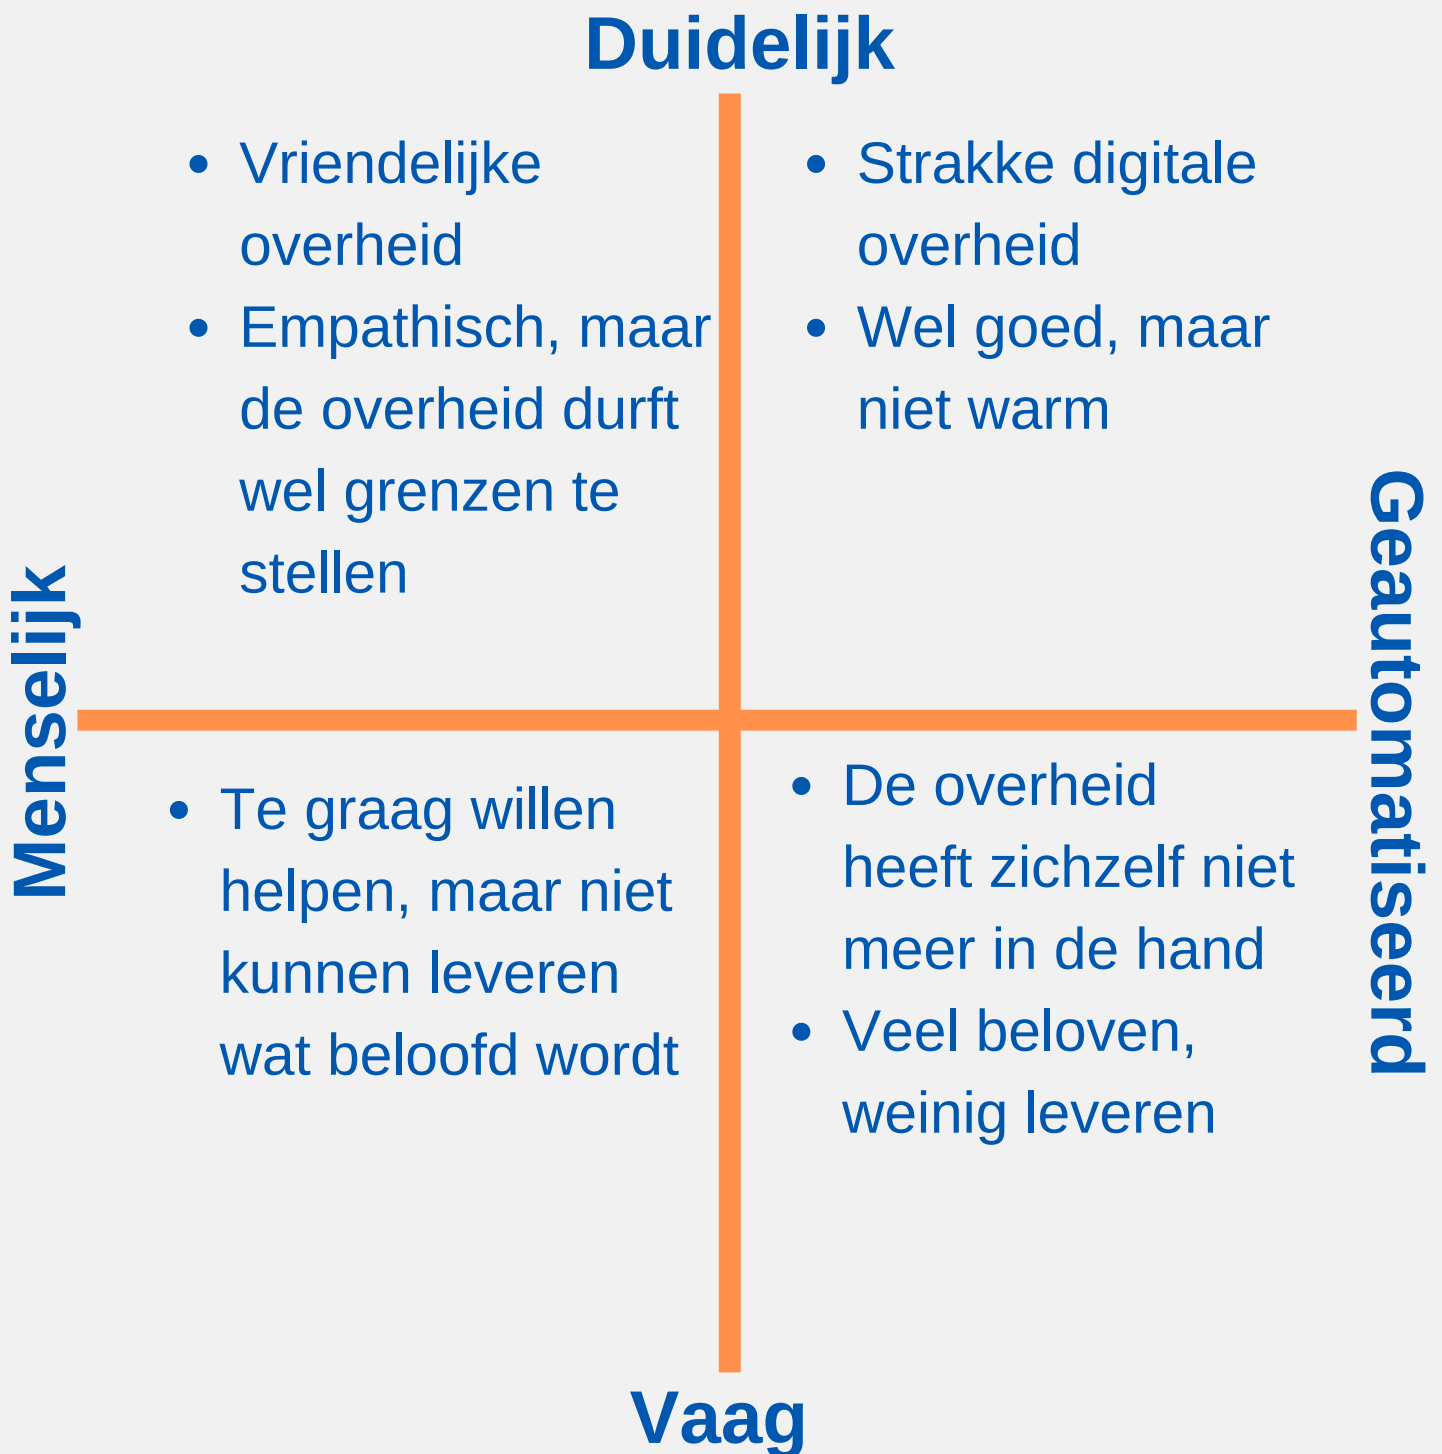 Duidelijk
• Vriendelijke
overheid
• Empathisch, maar
de overheid durft
wel grenzen te
stellen
• Strakke digitale
overheid
• Wel goed, maar
niet warm
Menselijk
Geautomatiseerd
• Te graag willen
helpen, maar niet
kunnen leveren
wat beloofd wordt
• De overheid
heeft zichzelf niet
meer in de hand
• Veel beloven,
weinig leveren
Vaag